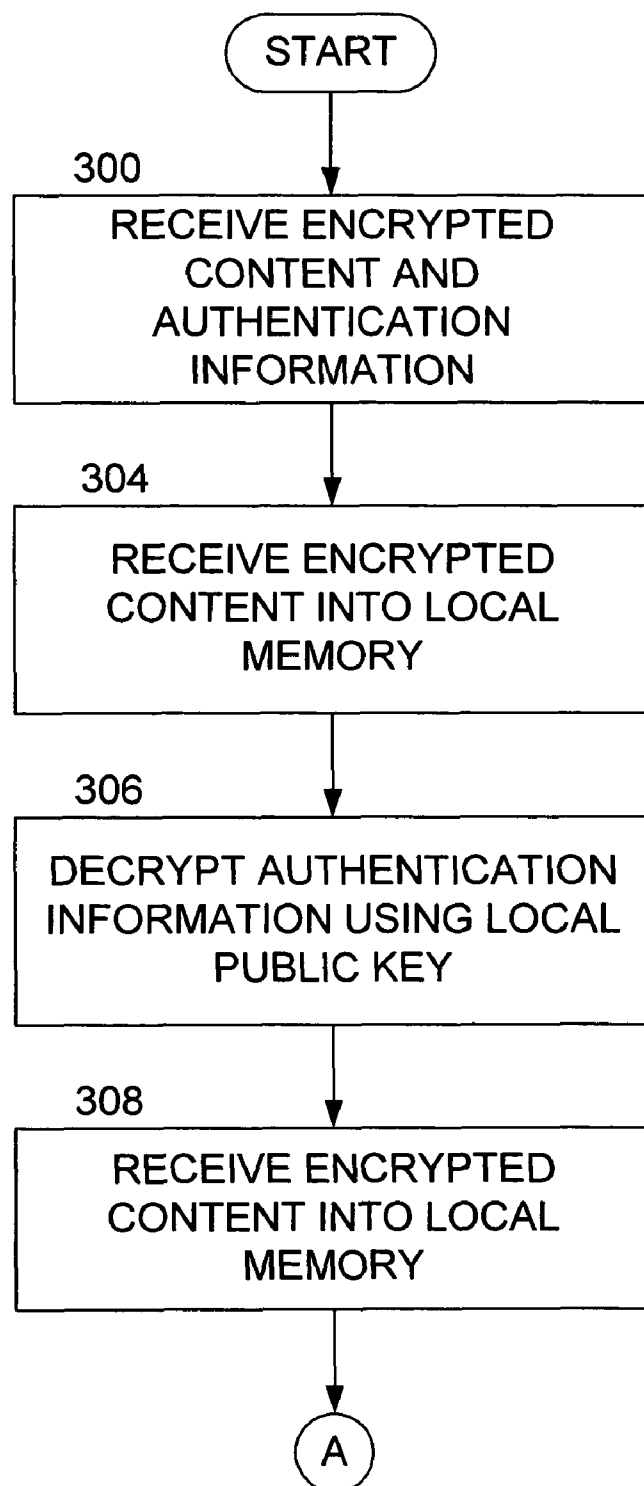 START
300
RECEIVE ENCRYPTED
CONTENT AND
AUTHENTICATION
INFORMATION
304
RECEIVE ENCRYPTED
CONTENT INTO LOCAL
MEMORY
306
DECRYPT AUTHENTICATION
INFORMATION USING LOCAL
PUBLIC KEY
308
RECEIVE ENCRYPTED
CONTENT INTO LOCAL
MEMORY
A